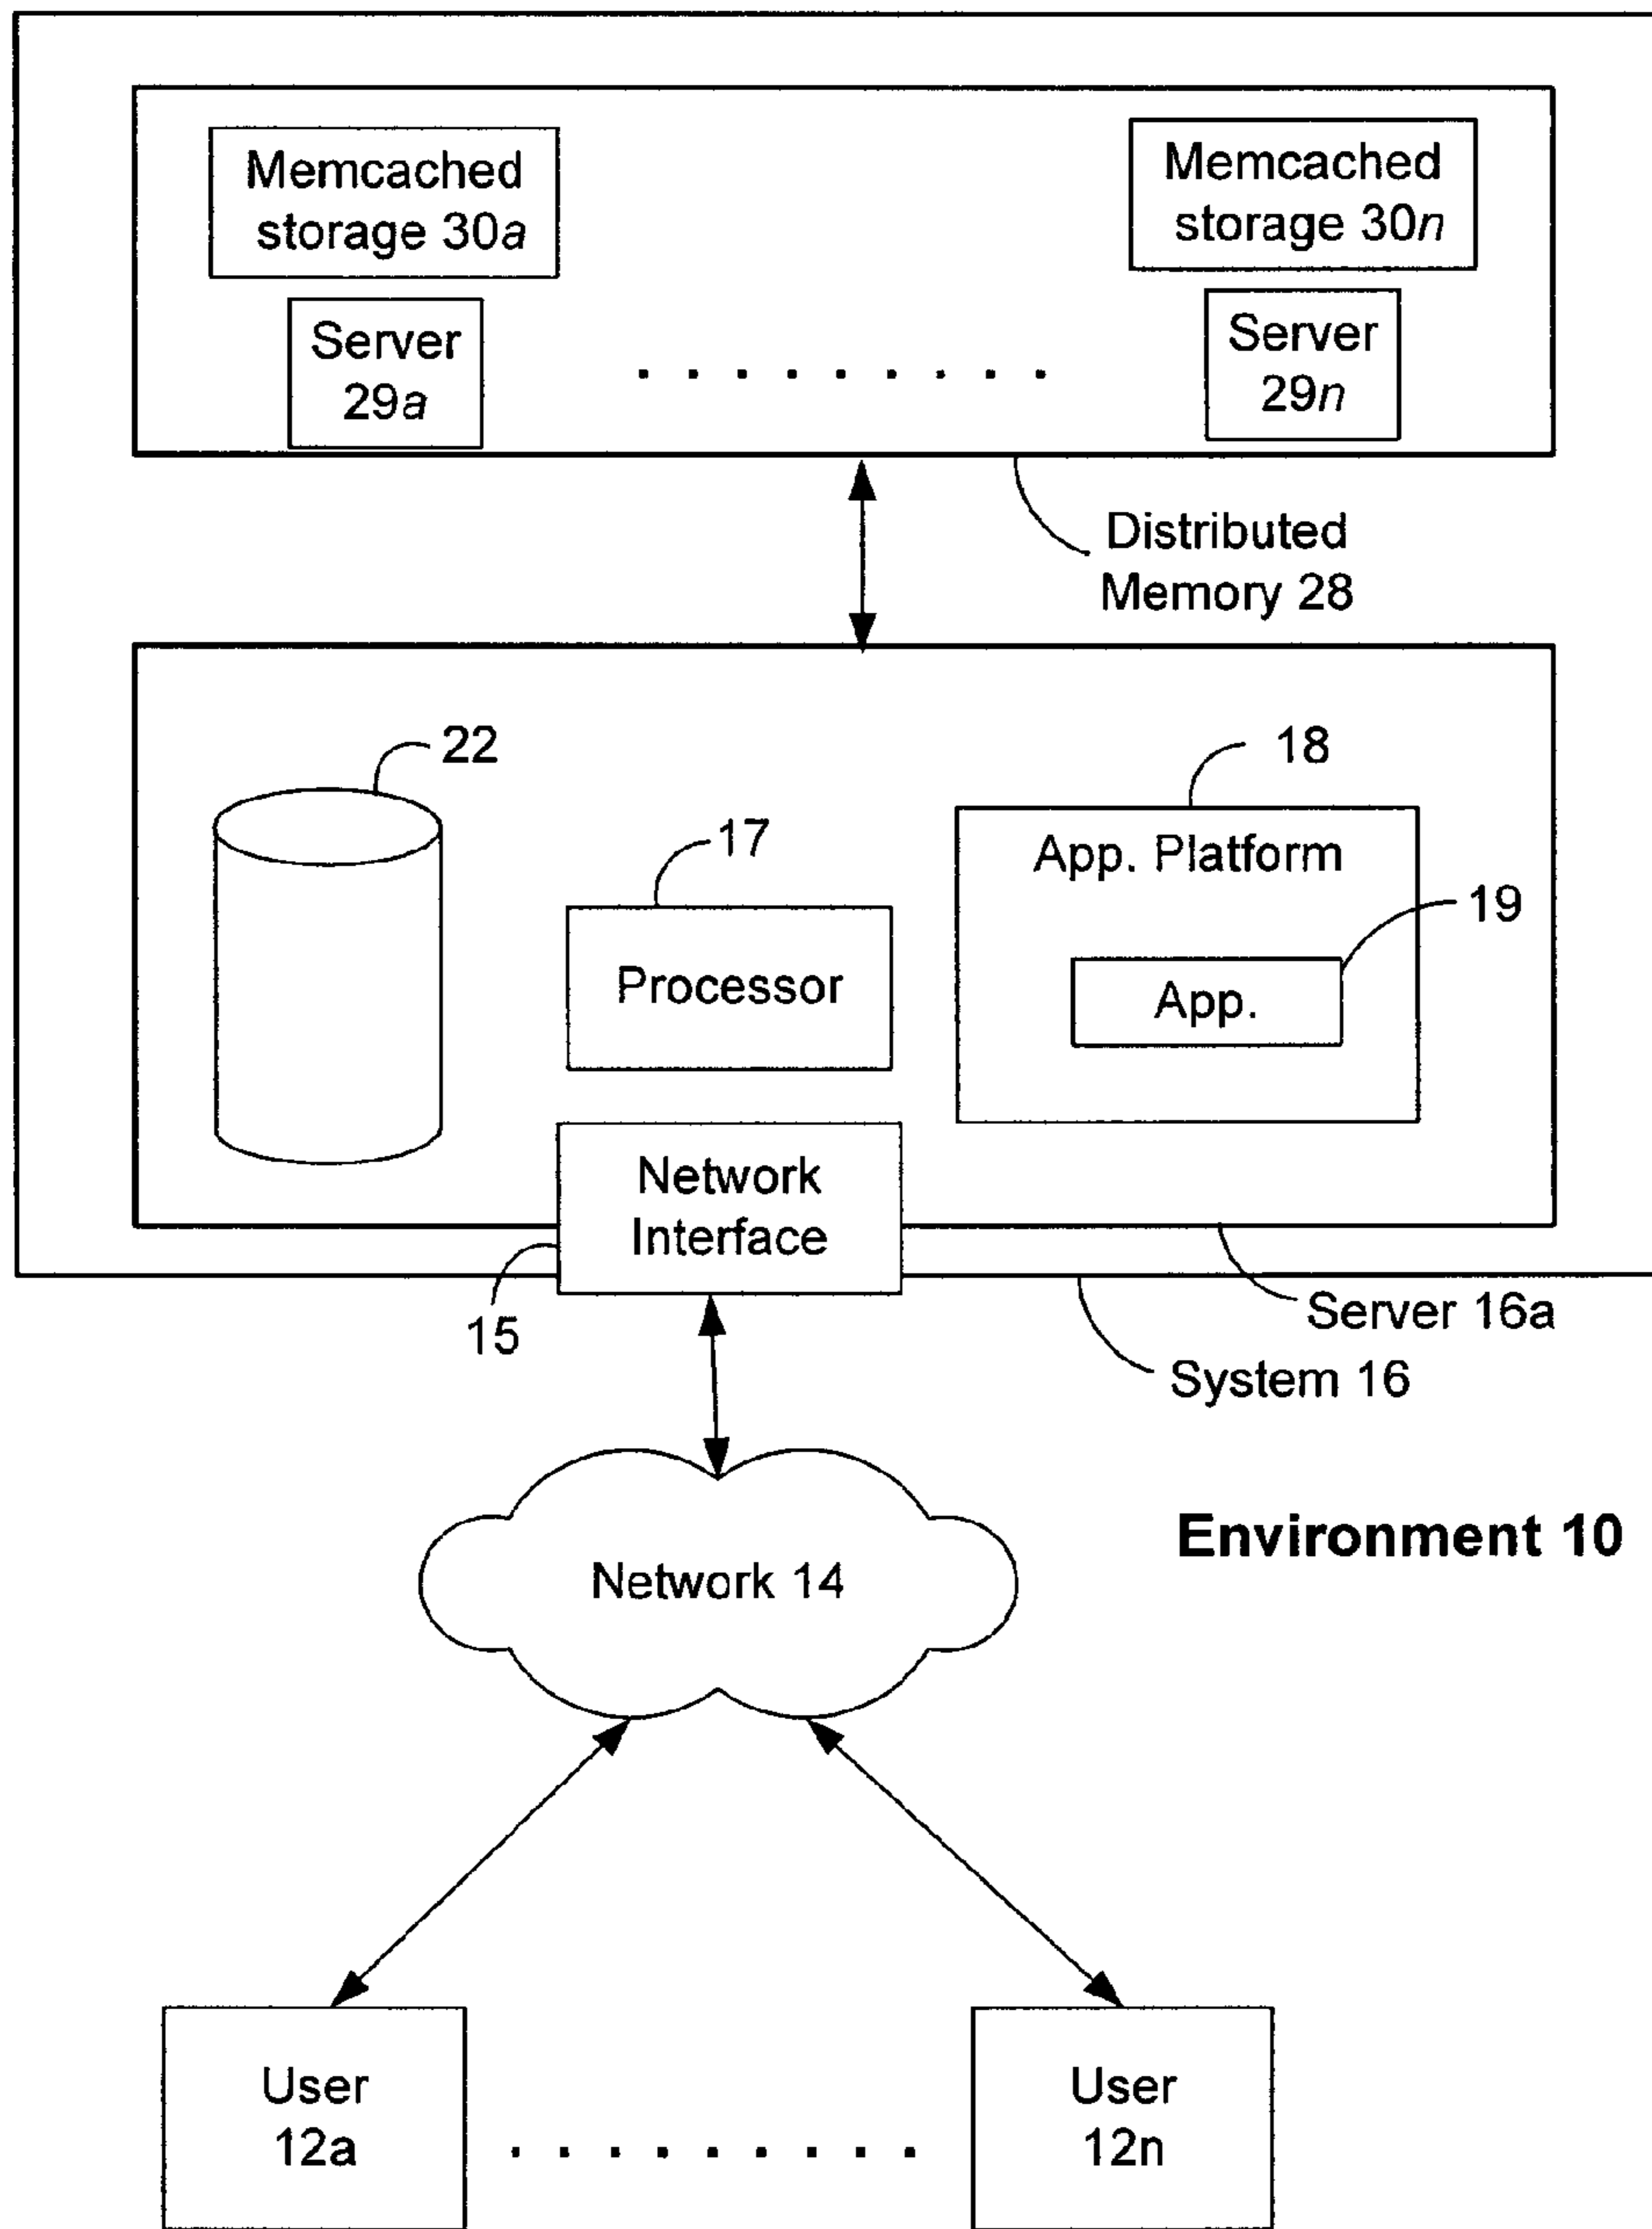 Memcached
storage 30a
Memcached
storage 30n
Server
29a
Server
29n
Distributed
Memory 28
22
18
17
App. Platform
19
Processor
App.
Network
Interface
15
Server 16a
System 16
Environment 10
Network 14
User
12a
User
12n